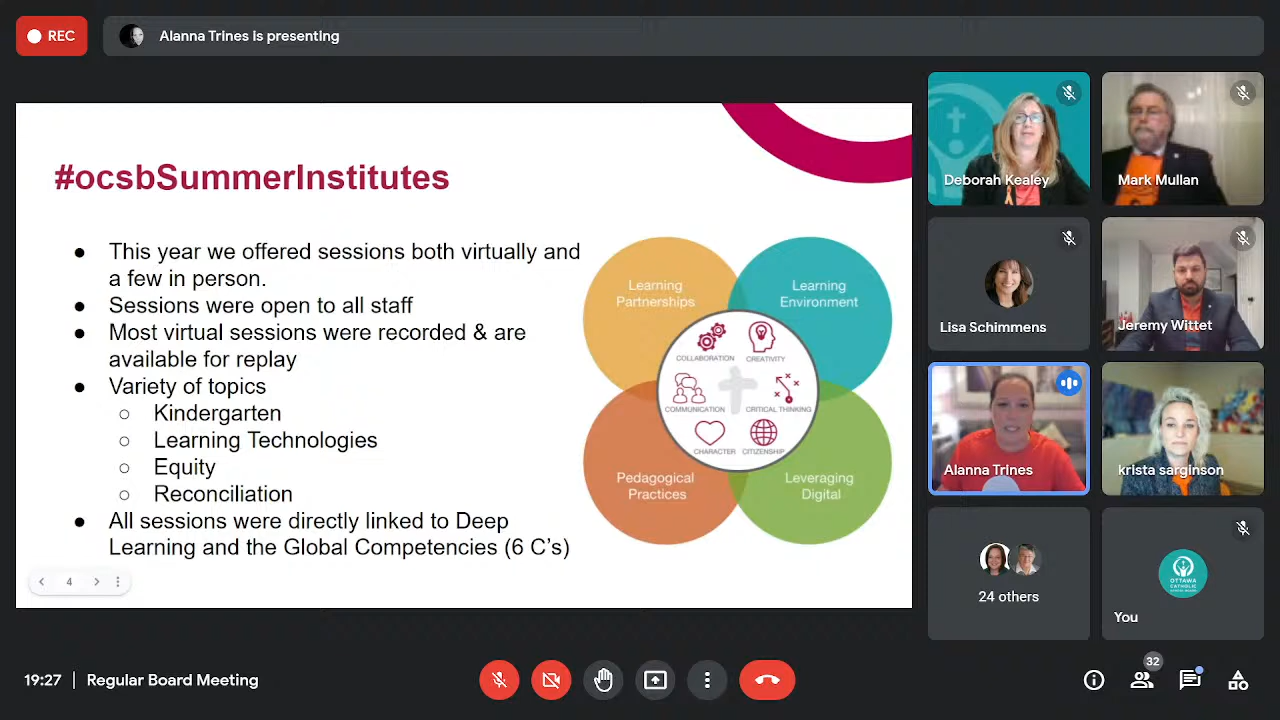 REC
Alanna Trines is presenting
#ocsbSummerInstitutes
● This year we offered sessions both virtually and
a few in person.
● Sessions were open to all staff
● Most virtual sessions were recorded & are
available for replay
● Variety of topics
○ Kindergarten
○ Learning Technologies
○ Equity
○ Reconciliation
● All sessions were directly linked to Deep
Learning and the Global Competencies (6 C's)
4
Learning
Partnerships
Learning
Environment
COLLABORATION
CREATIVITY
COMMUNICATION
CRITICAL THINKING
CHARACTER
CITIZENSHIP
Pedagogical
Practices
Leveraging
Digital
Deborah Kealey
Mark Mullan
Lisa Schimmens
Jeremy Wittet
Alanna Trines
krista sarginson
24 others
OTTAWA
CATHOLIC
You
19:27 | Regular Board Meeting
32